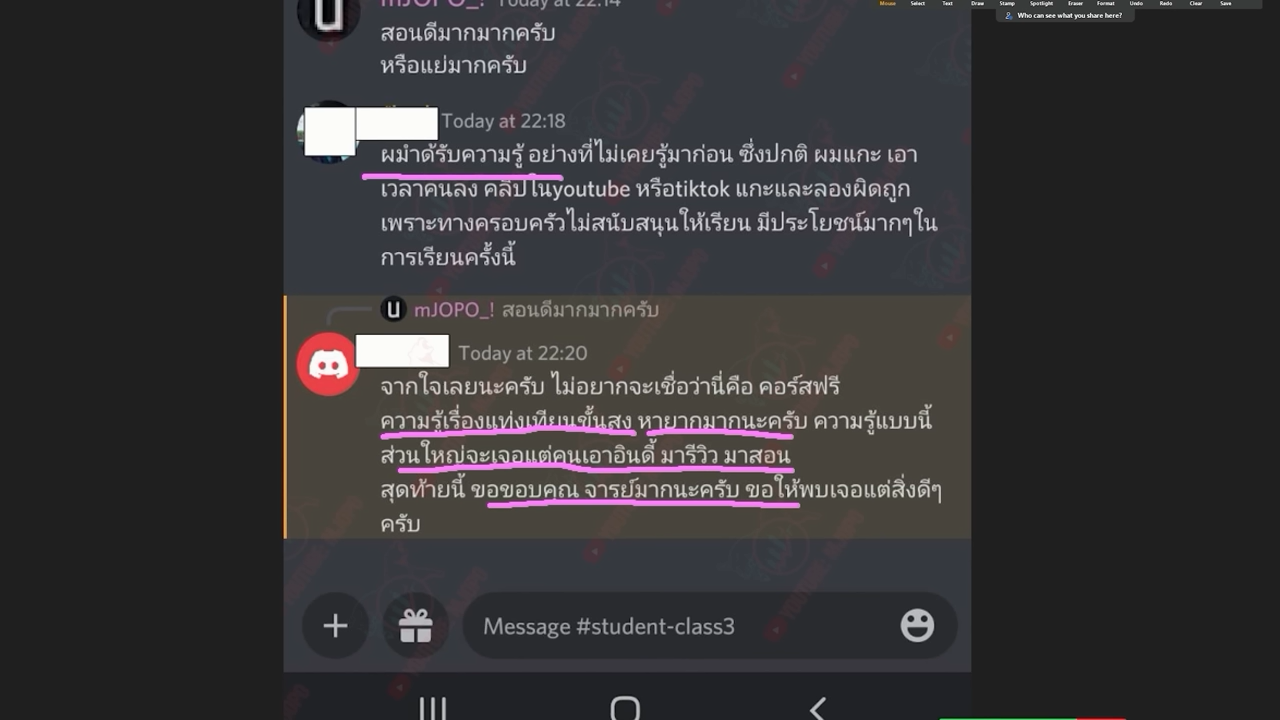 Mouse Select Text Draw Stamp Spotlight Eraser Format Undo Redo Clear Save
Who can see what you share here?
mJOPO_! Today at 22:14
สอนดีมากมากครับ
หรือแย่มากครับ
Today at 22:18
ผมำด้รับความรู้ อย่างที่ไม่เคยรู้มาก่อน ซึ่งปกติ ผมแกะ เอา
เวลาคนลง คลิปในyoutube หรือtiktok แกะและลองผิดถูก
เพราะทางครอบครัวไม่สนับสนุนให้เรียน มีประโยชน์มากๆใน
การเรียนครั้งนี้
mJOPO_! สอนดีมากมากครับ
Today at 22:20
จากใจเลยนะครับ ไม่อยากจะเชื่อว่านี่คือ คอร์สฟรี
ความรู้เรื่องแท่งเทียนขั้นสูง หายากมากนะครับ ความรู้แบบนี้
ส่วนใหญ่จะเจอแต่คนเอาอินดี้ มารีวิว มาสอน
สุดท้ายนี้ ขอขอบคุณ จารย์มากนะครับ ขอให้พบเจอแต่สิ่งดีๆ
ครับ
Message #student-class3